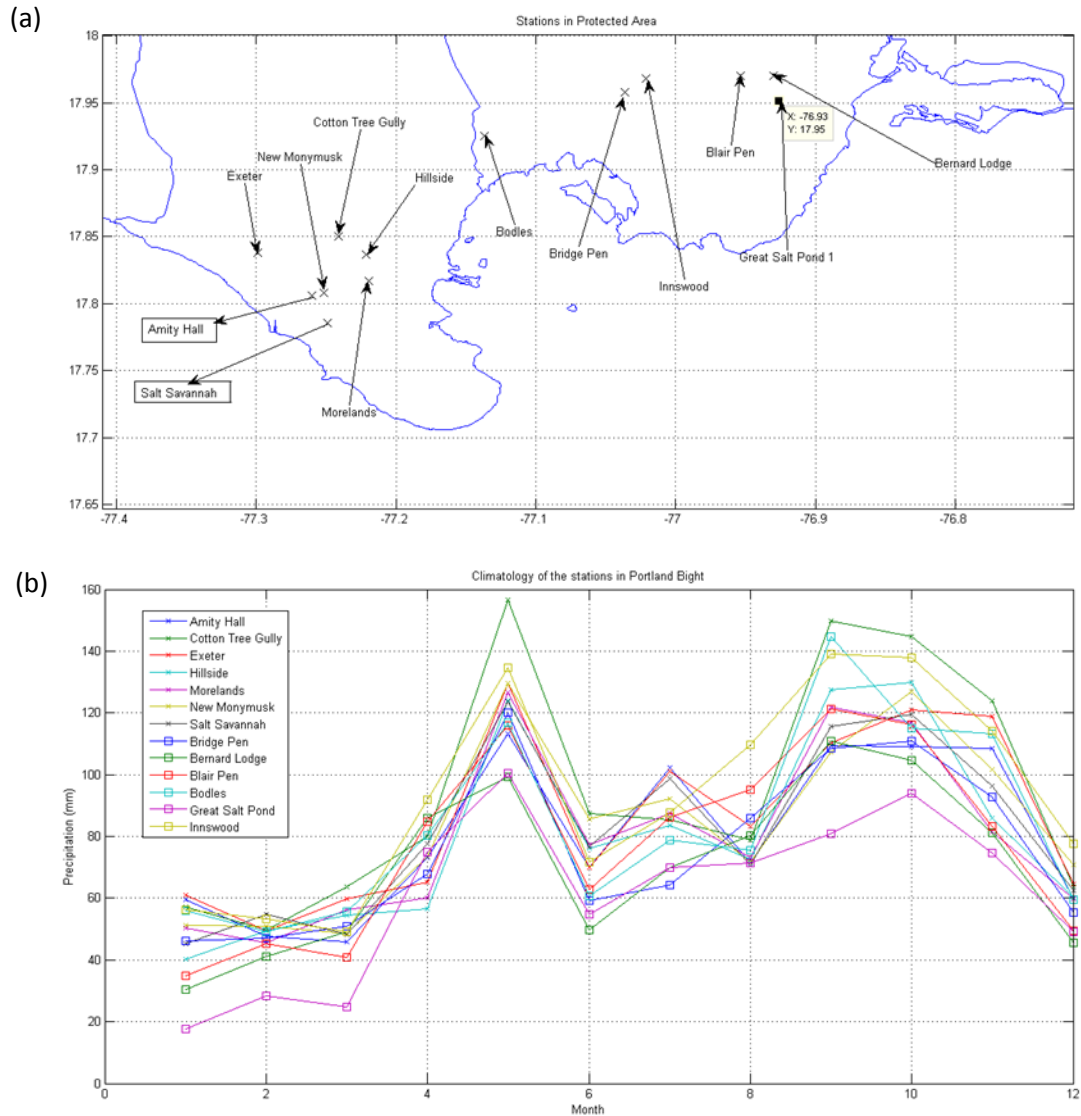 (a)
Stations in Protected Area
18
17.95
17.9
17.85
17.8
17.75
17.7
17.65
-77.4
-77.3
-77.2
-77.1
-77
-76.9
-76.8
Cotton Tree Gully
New Monymusk
Exeter
Hillside
Bodles
Bridge Pen
Innswood
Blair Pen
X: -76.93
Y: 17.95
Bernard Lodge
Great Salt Pond 1
Amity Hall
Salt Savannah
Morelands
(b)
Climatology of the stations in Portland Bight
Precipitation (mm)
160
140
120
100
80
60
40
20
0
Amity Hall
Cotton Tree Gully
Exeter
Hillside
Morelands
New Monymusk
Salt Savannah
Bridge Pen
Bernard Lodge
Blair Pen
Bodles
Great Salt Pond
Innswood
0
2
4
6
8
10
12
Month